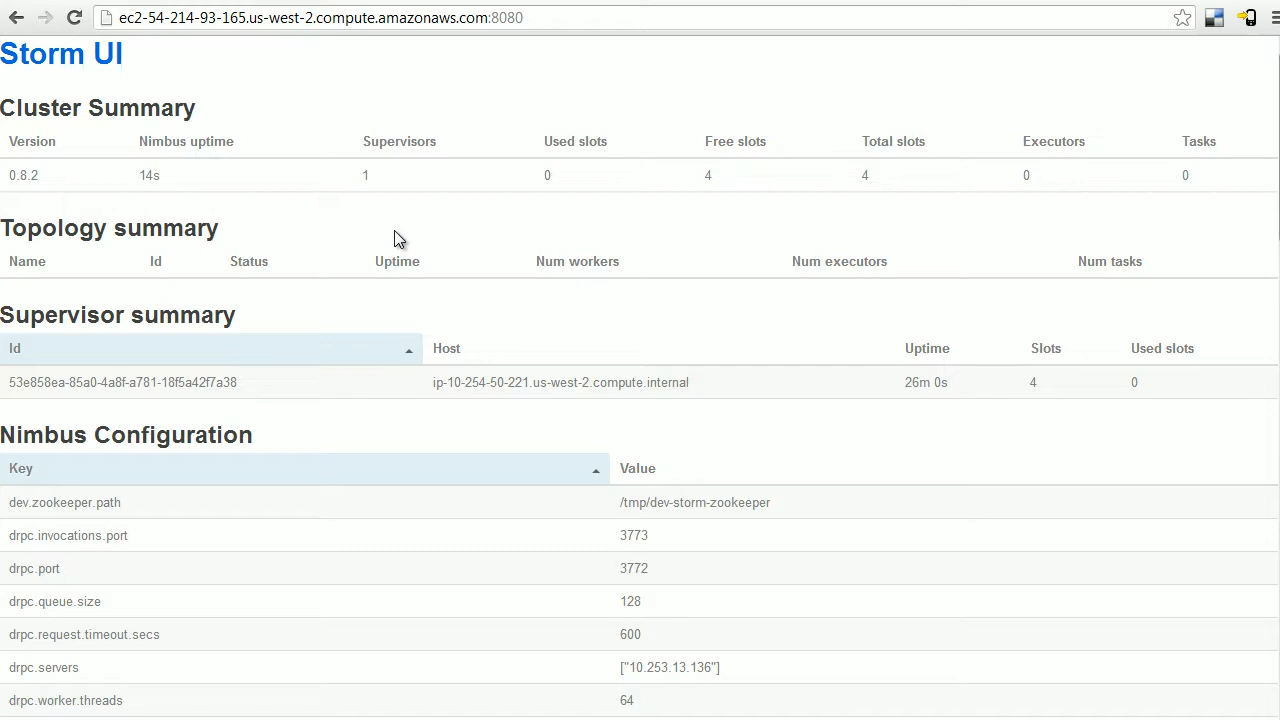 ec2-54-214-93-165.us-west-2.compute.amazonaws.com:8080
Storm UI
Cluster Summary
Version Nimbus uptime Supervisors Used slots Free slots Total slots Executors Tasks
0.8.2 14s 1 0 4 4 0 0
Topology summary
Name Id Status Uptime Num workers Num executors Num tasks
Supervisor summary
Id Host Uptime Slots Used slots
53e858ea-85a0-4a8f-a781-18f5a42f7a38 ip-10-254-50-221.us-west-2.compute.internal 26m 0s 4 0
Nimbus Configuration
Key Value
dev.zookeeper.path /tmp/dev-storm-zookeeper
drpc.invocations.port 3773
drpc.port 3772
drpc.queue.size 128
drpc.request.timeout.secs 600
drpc.servers ["10.253.13.136"]
drpc.worker.threads 64